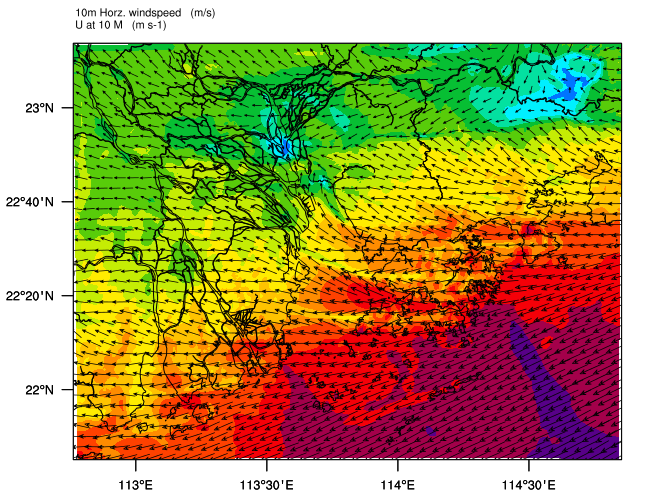 10m Horz. windspeed (m/s)
U at 10 M (m s-1)
23°N
22°40'N
22°20'N
22°N
113°E
113°30'E
114°E
114°30'E